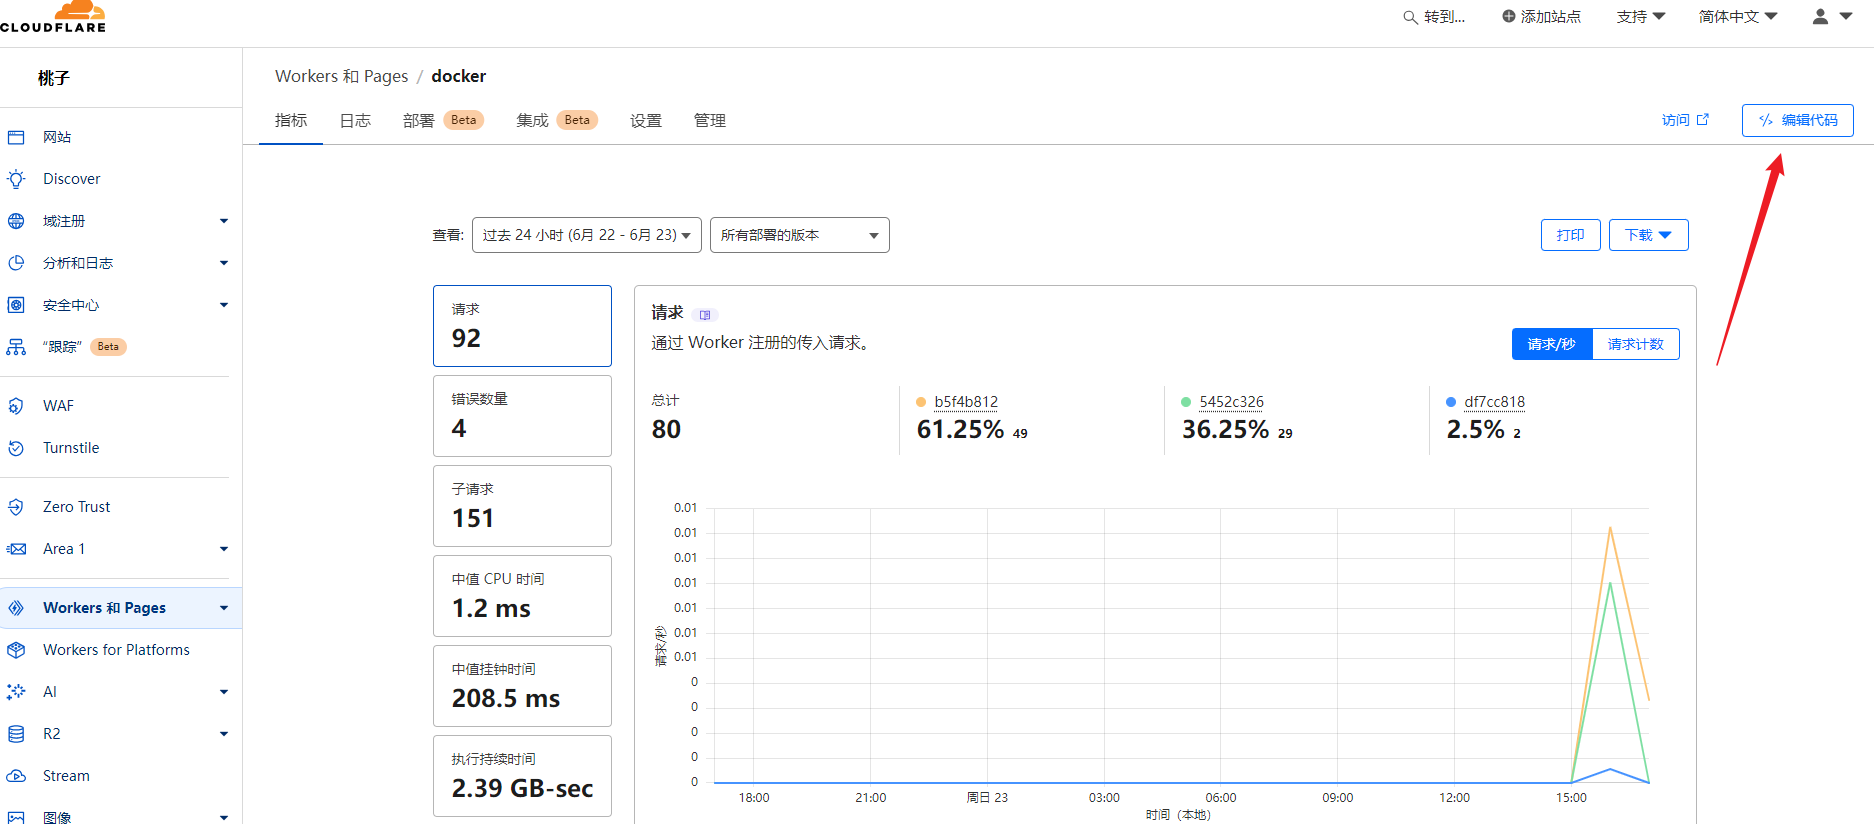 CLOUDFLARE
转到...
添加站点
支持
简体中文
桃子
网站
Discover
域注册
分析和日志
安全中心
“跟踪” Beta
WAF
Turnstile
Zero Trust
Area 1
Workers 和 Pages
Workers for Platforms
AI
R2
Stream
图像
Workers 和 Pages / docker
指标
日志
部署 Beta
集成 Beta
设置
管理
访问
编辑代码
查看: 过去 24 小时 (6月 22 - 6月 23)
所有部署的版本
打印
下载
请求
92
错误数量
4
子请求
151
中值 CPU 时间
1.2 ms
中值挂钟时间
208.5 ms
执行持续时间
2.39 GB-sec
请求
通过 Worker 注册的传入请求。
请求/秒
请求计数
总计
80
b5f4b812
61.25% 49
5452c326
36.25% 29
df7cc818
2.5% 2
请求/秒
0.01
0.01
0.01
0.01
0.01
0.01
0.01
0
0
0
0
0
18:00
21:00
周日 23
03:00
06:00
09:00
12:00
15:00
时间（本地）